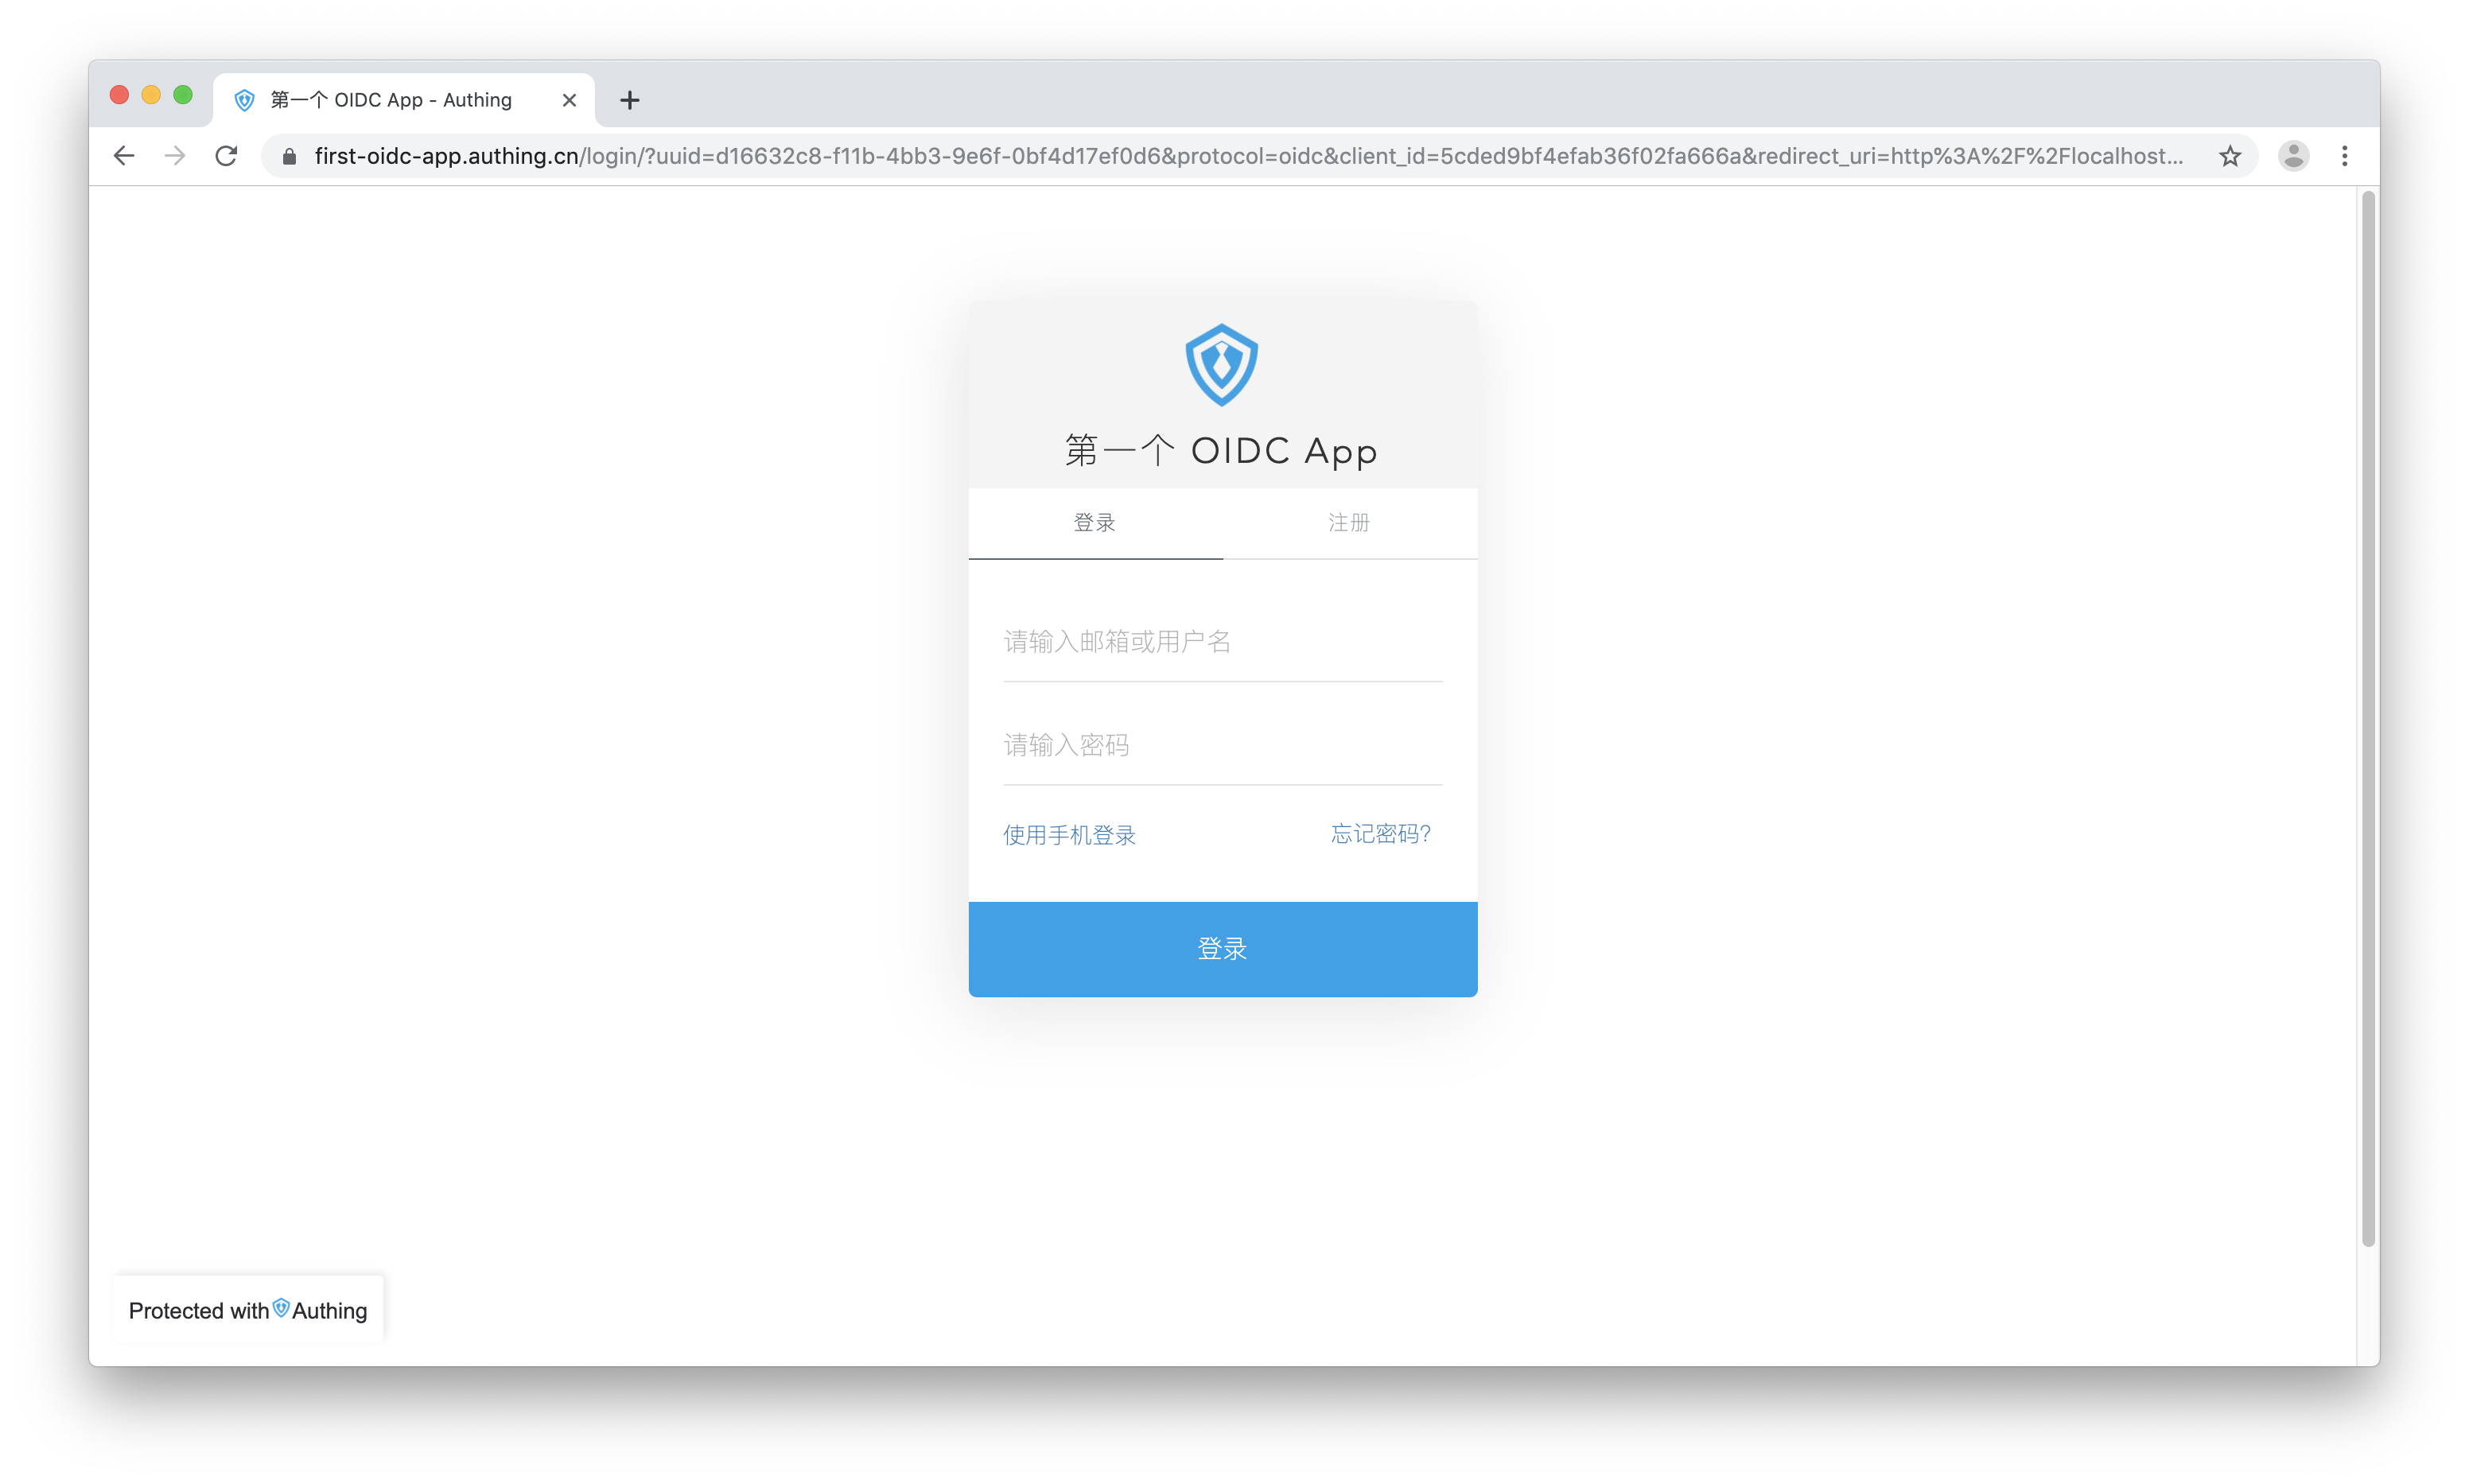 第一个 OIDC App - Authing
first-oidc-app.authing.cn/login/?uuid=d16632c8-f11b-4bb3-9e6f-0bf4d17ef0d6&protocol=oidc&client_id=5cded9bf4efab36f02fa666a&redirect_uri=http%3A%2F%2Flocalhost...
第一个 OIDC App
登录 注册
请输入邮箱或用户名
请输入密码
使用手机登录 忘记密码?
登录
Protected with Authing